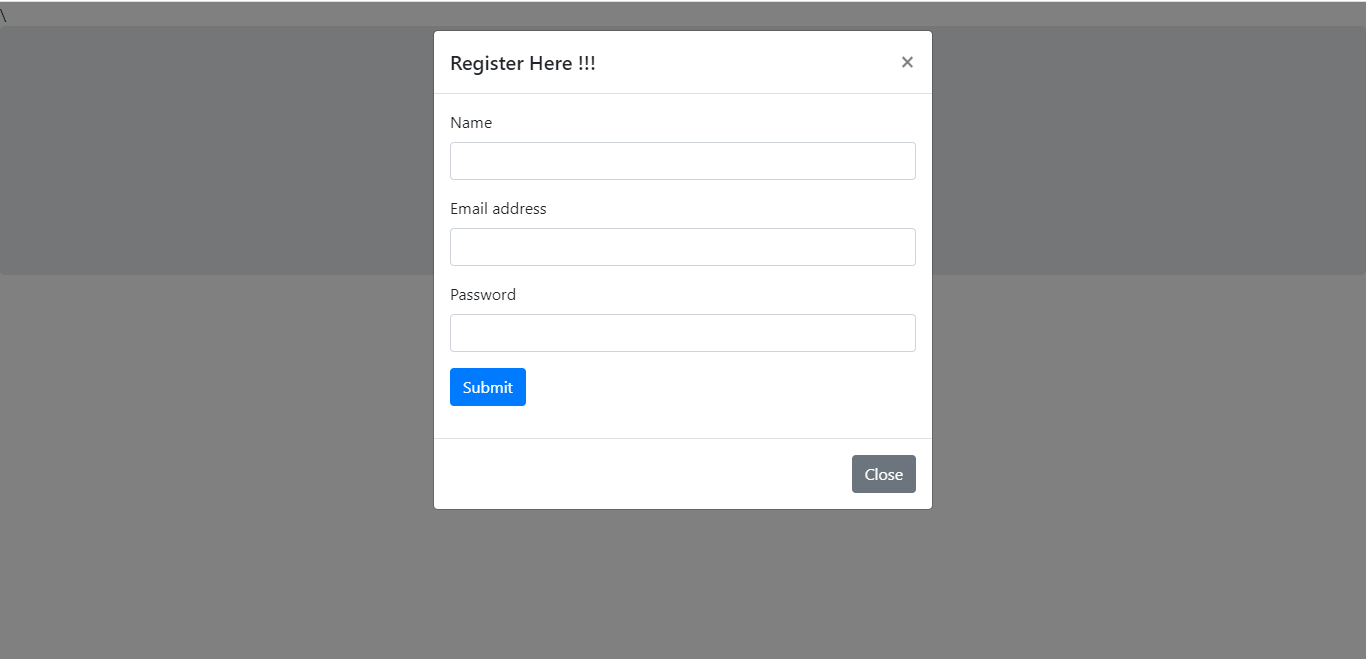 \
Register Here !!!
×
Name
Email address
Password
Submit
Close